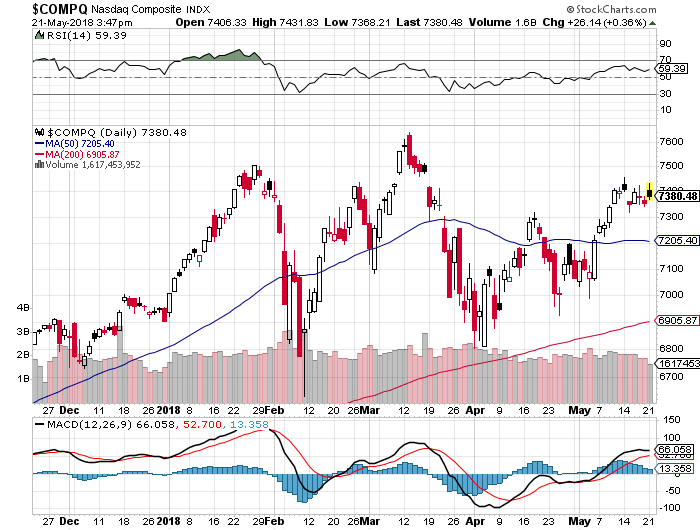 $COMPQ Nasdaq Composite INDX
© StockCharts.com
21-May-2018 3:47pm
Open 7406.33 High 7431.83 Low 7368.21 Last 7380.48 Volume 1.6B Chg +26.14 (+0.36%)
RSI(14) 59.39
90
70
59.39
50
30
10
$COMPQ (Daily) 7380.48
MA(50) 7205.40
MA(200) 6905.87
Volume 1,617,453,952
7600
7500
7400
7380.48
7300
7205.40
7100
7000
6905.87
6800
6700
4B
3B
2B
1B
1617453
27 Dec 11 18 26 2018 8 16 22 29 Feb 12 20 26 Mar 12 19 26 Apr 9 16 23 May 7 14 21
MACD(12,26,9) 66.058, 52.700, 13.358
150
100
66.058
52.700
13.358
0
-50
-100
27 Dec 11 18 26 2018 8 16 22 29 Feb 12 20 26 Mar 12 19 26 Apr 9 16 23 May 7 14 21